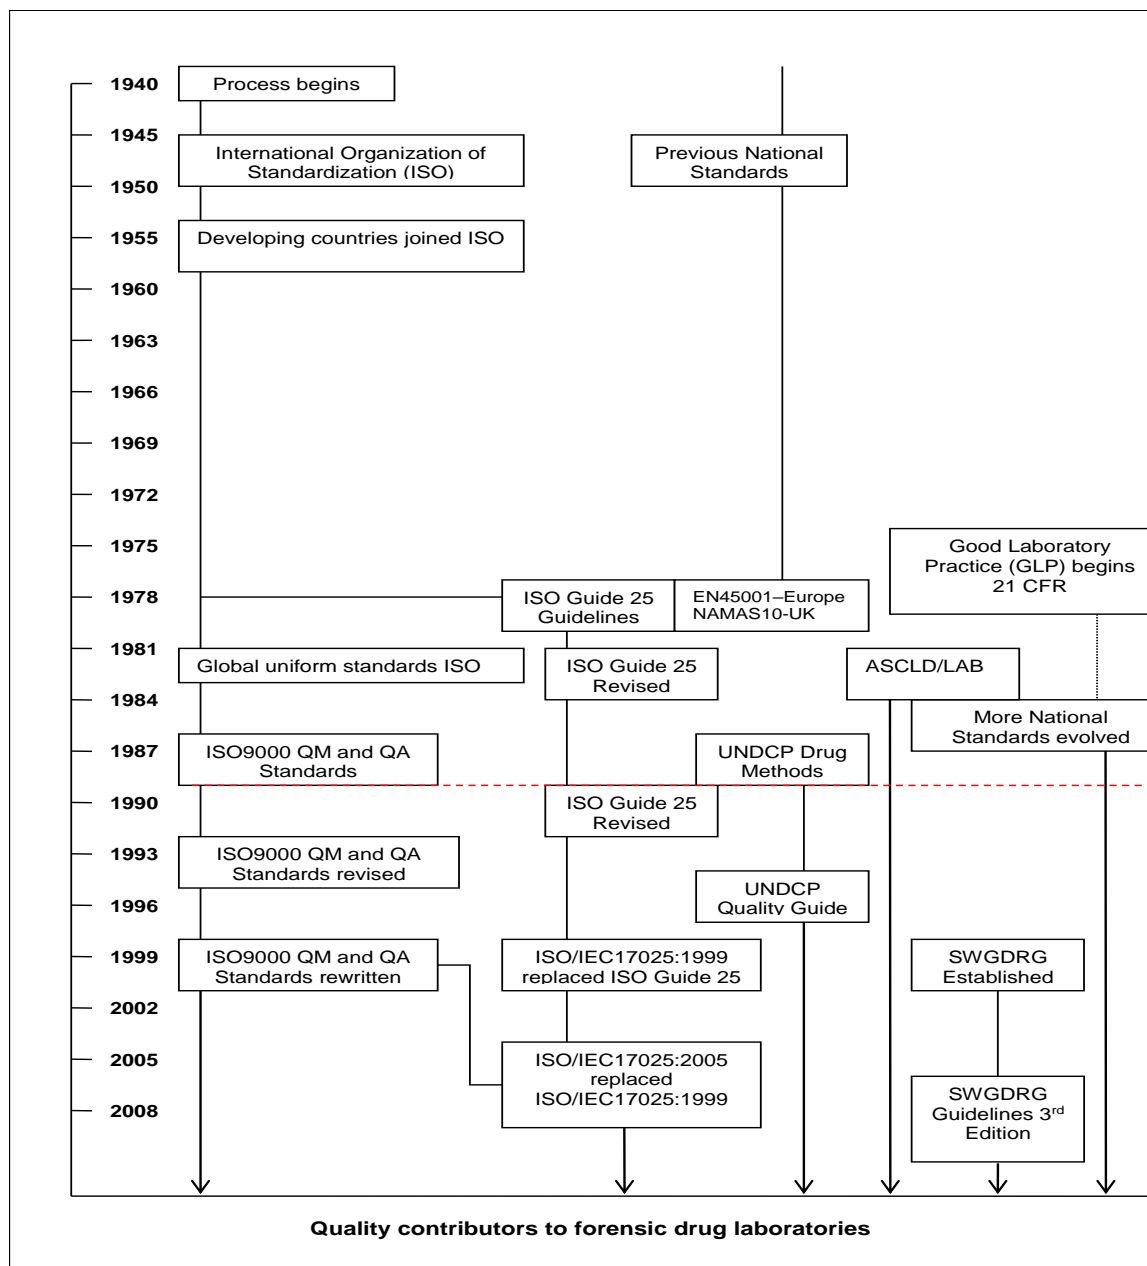 1940
Process begins
1945
International Organization of
Standardization (ISO)
Previous National
Standards
1950
1955
Developing countries joined ISO
1960
1963
1966
1969
1972
1975
Good Laboratory
Practice (GLP) begins
21 CFR
1978
ISO Guide 25
Guidelines
EN45001–Europe
NAMAS10-UK
1981
Global uniform standards ISO
ISO Guide 25
Revised
ASCLD/LAB
1984
More National
Standards evolved
1987
ISO9000 QM and QA
Standards
UNDCP Drug
Methods
1990
ISO Guide 25
Revised
1993
ISO9000 QM and QA
Standards revised
UNDCP
Quality Guide
1996
1999
ISO9000 QM and QA
Standards rewritten
ISO/IEC17025:1999
replaced ISO Guide 25
SWGDRG
Established
2002
2005
ISO/IEC17025:2005
replaced
ISO/IEC17025:1999
2008
SWGDRG
Guidelines 3rd
Edition
Quality contributors to forensic drug laboratories